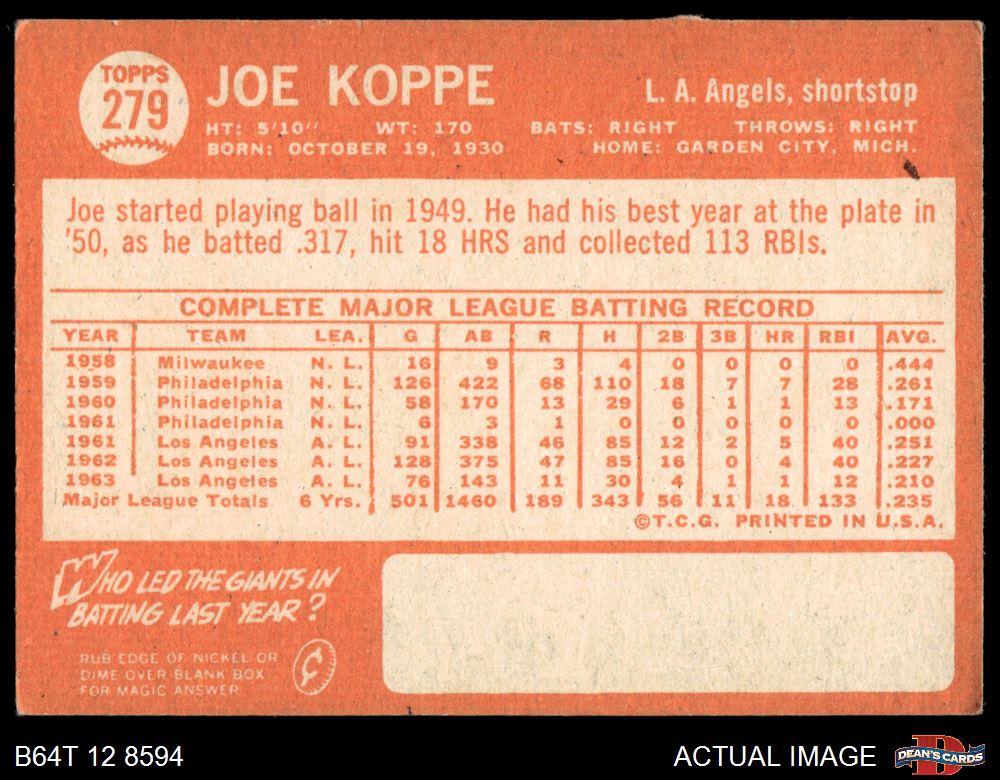 TOPPS
279
JOE KOPPE
L. A. Angels, shortstop
HT: 5'10" WT: 170 BATS: RIGHT THROWS: RIGHT
BORN: OCTOBER 19, 1930 HOME: GARDEN CITY, MICH.
Joe started playing ball in 1949. He had his best year at the plate in
'50, as he batted .317, hit 18 HRS and collected 113 RBIs.
COMPLETE MAJOR LEAGUE BATTING RECORD
YEAR TEAM LEA. G AB R H 2B 3B HR RBI AVG.
1958 Milwaukee N. L. 16 9 3 4 0 0 0 0 .444
1959 Philadelphia N. L. 126 422 68 110 18 7 7 28 .261
1960 Philadelphia N. L. 58 170 13 29 6 1 1 13 .171
1961 Philadelphia N. L. 6 3 1 0 0 0 0 0 .000
1961 Los Angeles A. L. 91 338 46 85 12 2 5 40 .251
1962 Los Angeles A. L. 128 375 47 85 16 0 4 40 .227
1963 Los Angeles A. L. 76 143 11 30 4 1 1 12 .210
Major League Totals 6 Yrs. 501 1460 189 343 56 11 18 133 .235
©T.C.G. PRINTED IN U.S.A.
WHO LED THE GIANTS IN
BATTING LAST YEAR?
RUB EDGE OF NICKEL OR
DIME OVER BLANK BOX
FOR MAGIC ANSWER
¢
B64T 12 8594
ACTUAL IMAGE
D
DEAN'S CARDS